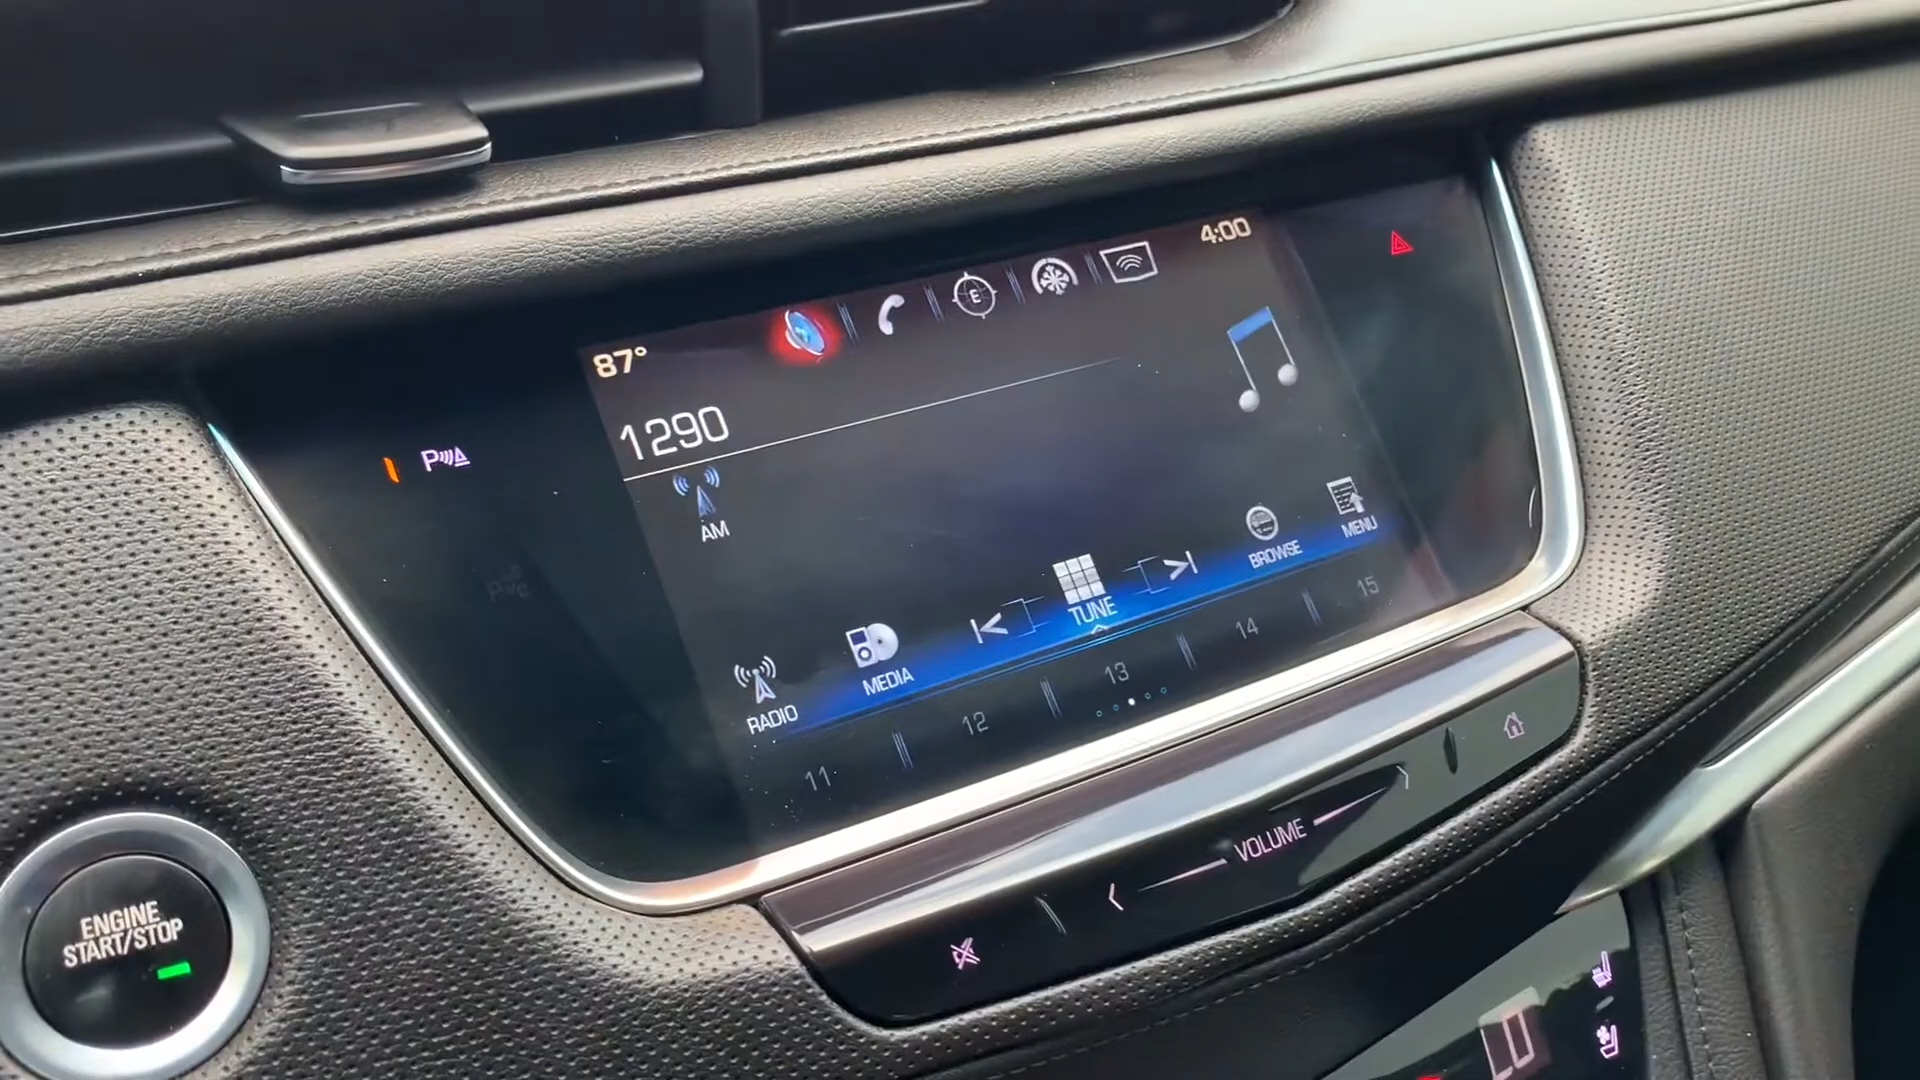 4:00
87°
E
1290
AM
P
MENU
BROWSE
TUNE
MEDIA
RADIO
11
12
13
14
15
VOLUME
ENGINE
START/STOP
LO